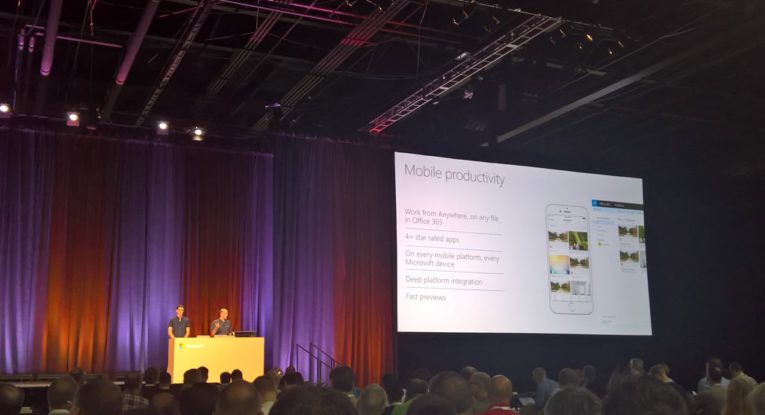 Mobile productivity
Work from Anywhere, on any file
in Office 365
4+ star rated apps
On every mobile platform, every
Microsoft device
Deep platform integration
Fast previews